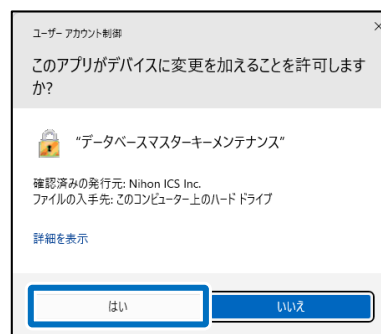 ユーザー アカウント制御
×
このアプリがデバイスに変更を加えることを許可します
か?
"データベースマスターキーメンテナンス"
確認済みの発行元: Nihon ICS Inc.
ファイルの入手先: このコンピューター上のハード ドライブ
詳細を表示
はい
いいえ